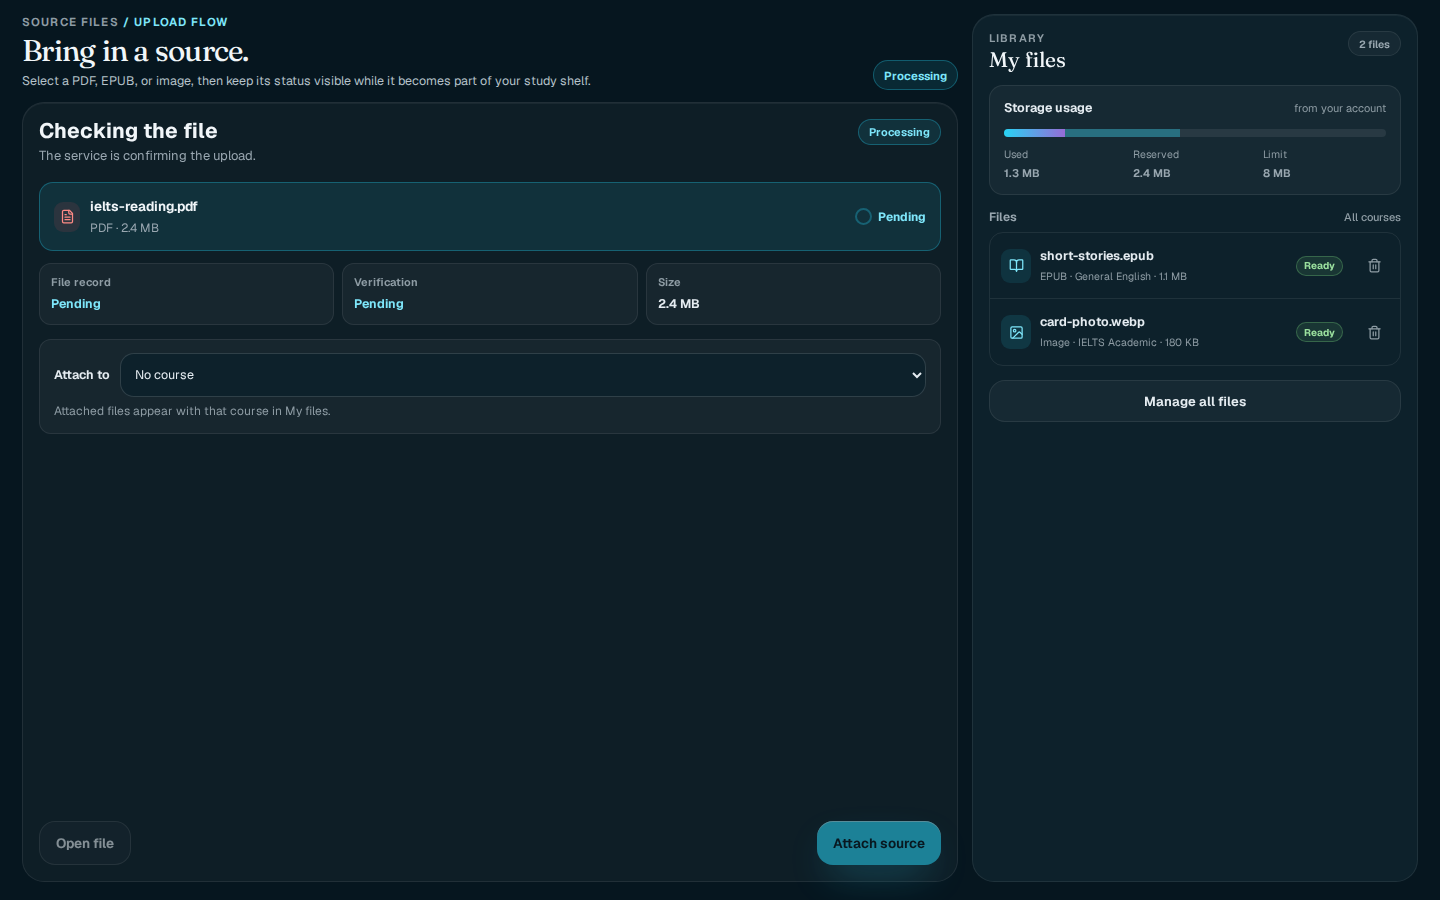 SOURCE FILES / UPLOAD FLOW
Bring in a source.
Select a PDF, EPUB, or image, then keep its status visible while it becomes part of your study shelf.
Processing
Checking the file
Processing
The service is confirming the upload.
ielts-reading.pdf
PDF · 2.4 MB
Pending
File record
Pending
Verification
Pending
Size
2.4 MB
Attach to
No course
Attached files appear with that course in My files.
Open file
Attach source
LIBRARY
My files
2 files
Storage usage
from your account
Used
1.3 MB
Reserved
2.4 MB
Limit
8 MB
Files
All courses
short-stories.epub
EPUB · General English · 1.1 MB
Ready
card-photo.webp
Image · IELTS Academic · 180 KB
Ready
Manage all files